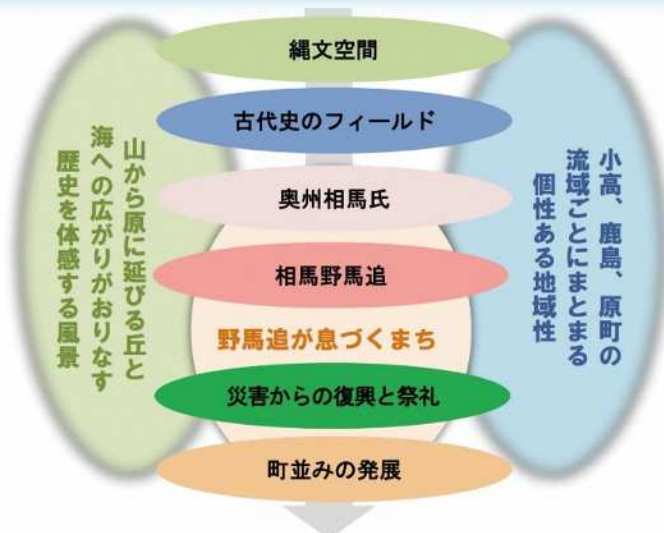 縄文空間
古代史のフィールド
奥州相馬氏
相馬野馬追
野馬追が息づくまち
災害からの復興と祭礼
町並みの発展
山から原に延びる丘と
海への広がりがおりなす
歴史を体感する風景
小高、鹿島、原町の
流域ごとにまとまる
個性ある地域性